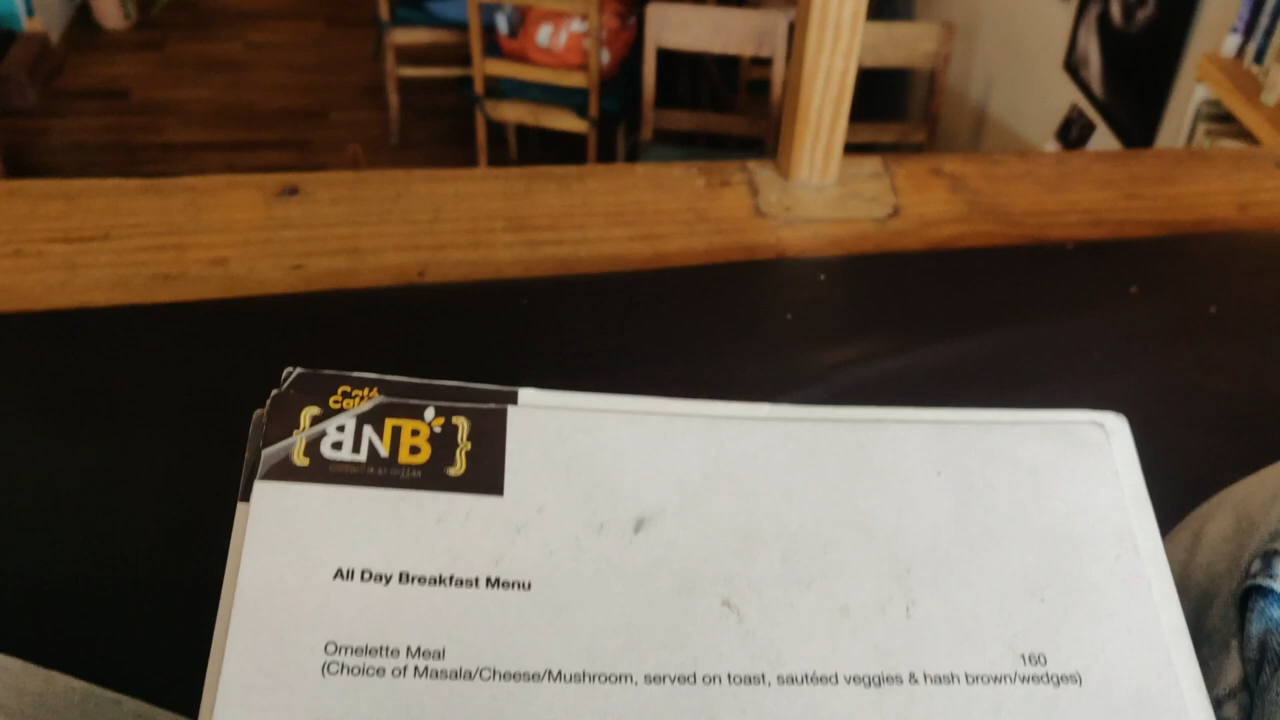 Café
Café
{BNB}
All Day Breakfast Menu
Omelette Meal 160
(Choice of Masala/Cheese/Mushroom, served on toast, sautéed veggies & hash brown/wedges)